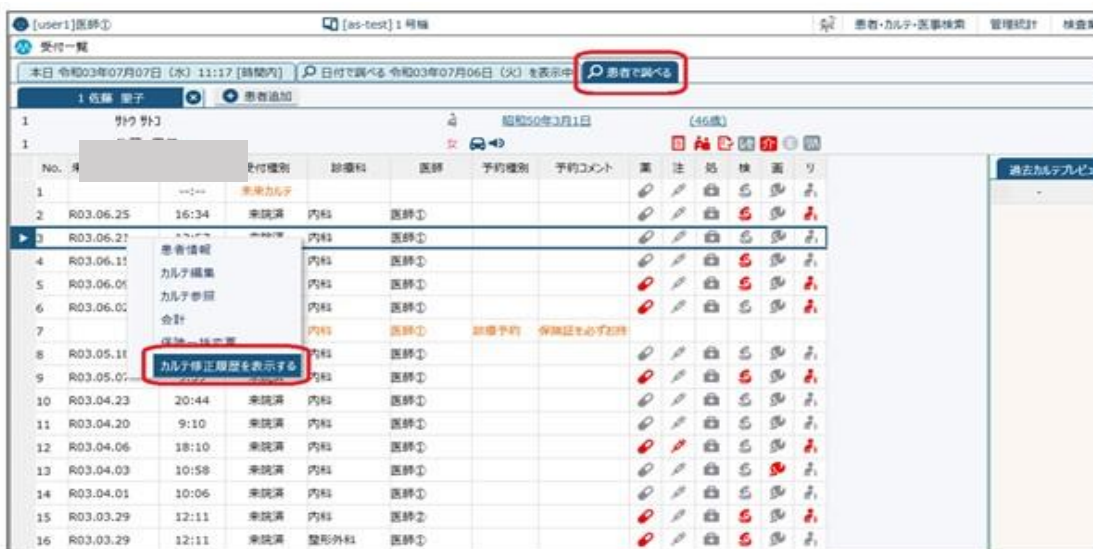 [user1]医師① [as-test] 1 号機 患者・カルテ・医事検索 管理統計
受付一覧
本日 令和03年07月07日（水）11:17 [時間内] 日付で調べる 令和03年07月06日（火）を表示中 患者で調べる
1 佐藤 里子 患者追加
1 サトウ サトコ 昭和50年3月1日 (46歳)
1 女
No. 受付種別 診療科 医師 予約種別 予約コメント 薬 注 処 検 画 リ 過去カルテプレビュ
1 --:-- 未来カルテ -
2 R03.06.25 16:34 来院済 内科 医師①
3 R03.06.21 内科 医師①
患者情報
4 R03.06.15 内科 医師①
カルテ編集
5 R03.06.09 内科 医師①
カルテ参照
6 R03.06.02 内科 医師①
会計
7 内科 医師① 診療予約 保険証を必ずお持
保険一括変更
8 R03.05.18 内科 医師①
カルテ修正履歴を表示する
9 R03.05.07 内科 医師①
10 R03.04.23 20:44 来院済 内科 医師①
11 R03.04.20 9:10 来院済 内科 医師①
12 R03.04.06 18:10 来院済 内科 医師①
13 R03.04.03 10:58 来院済 内科 医師①
14 R03.04.01 10:06 来院済 内科 医師①
15 R03.03.29 12:11 来院済 内科 医師②
16 R03.03.29 12:11 来院済 整形外科 医師①